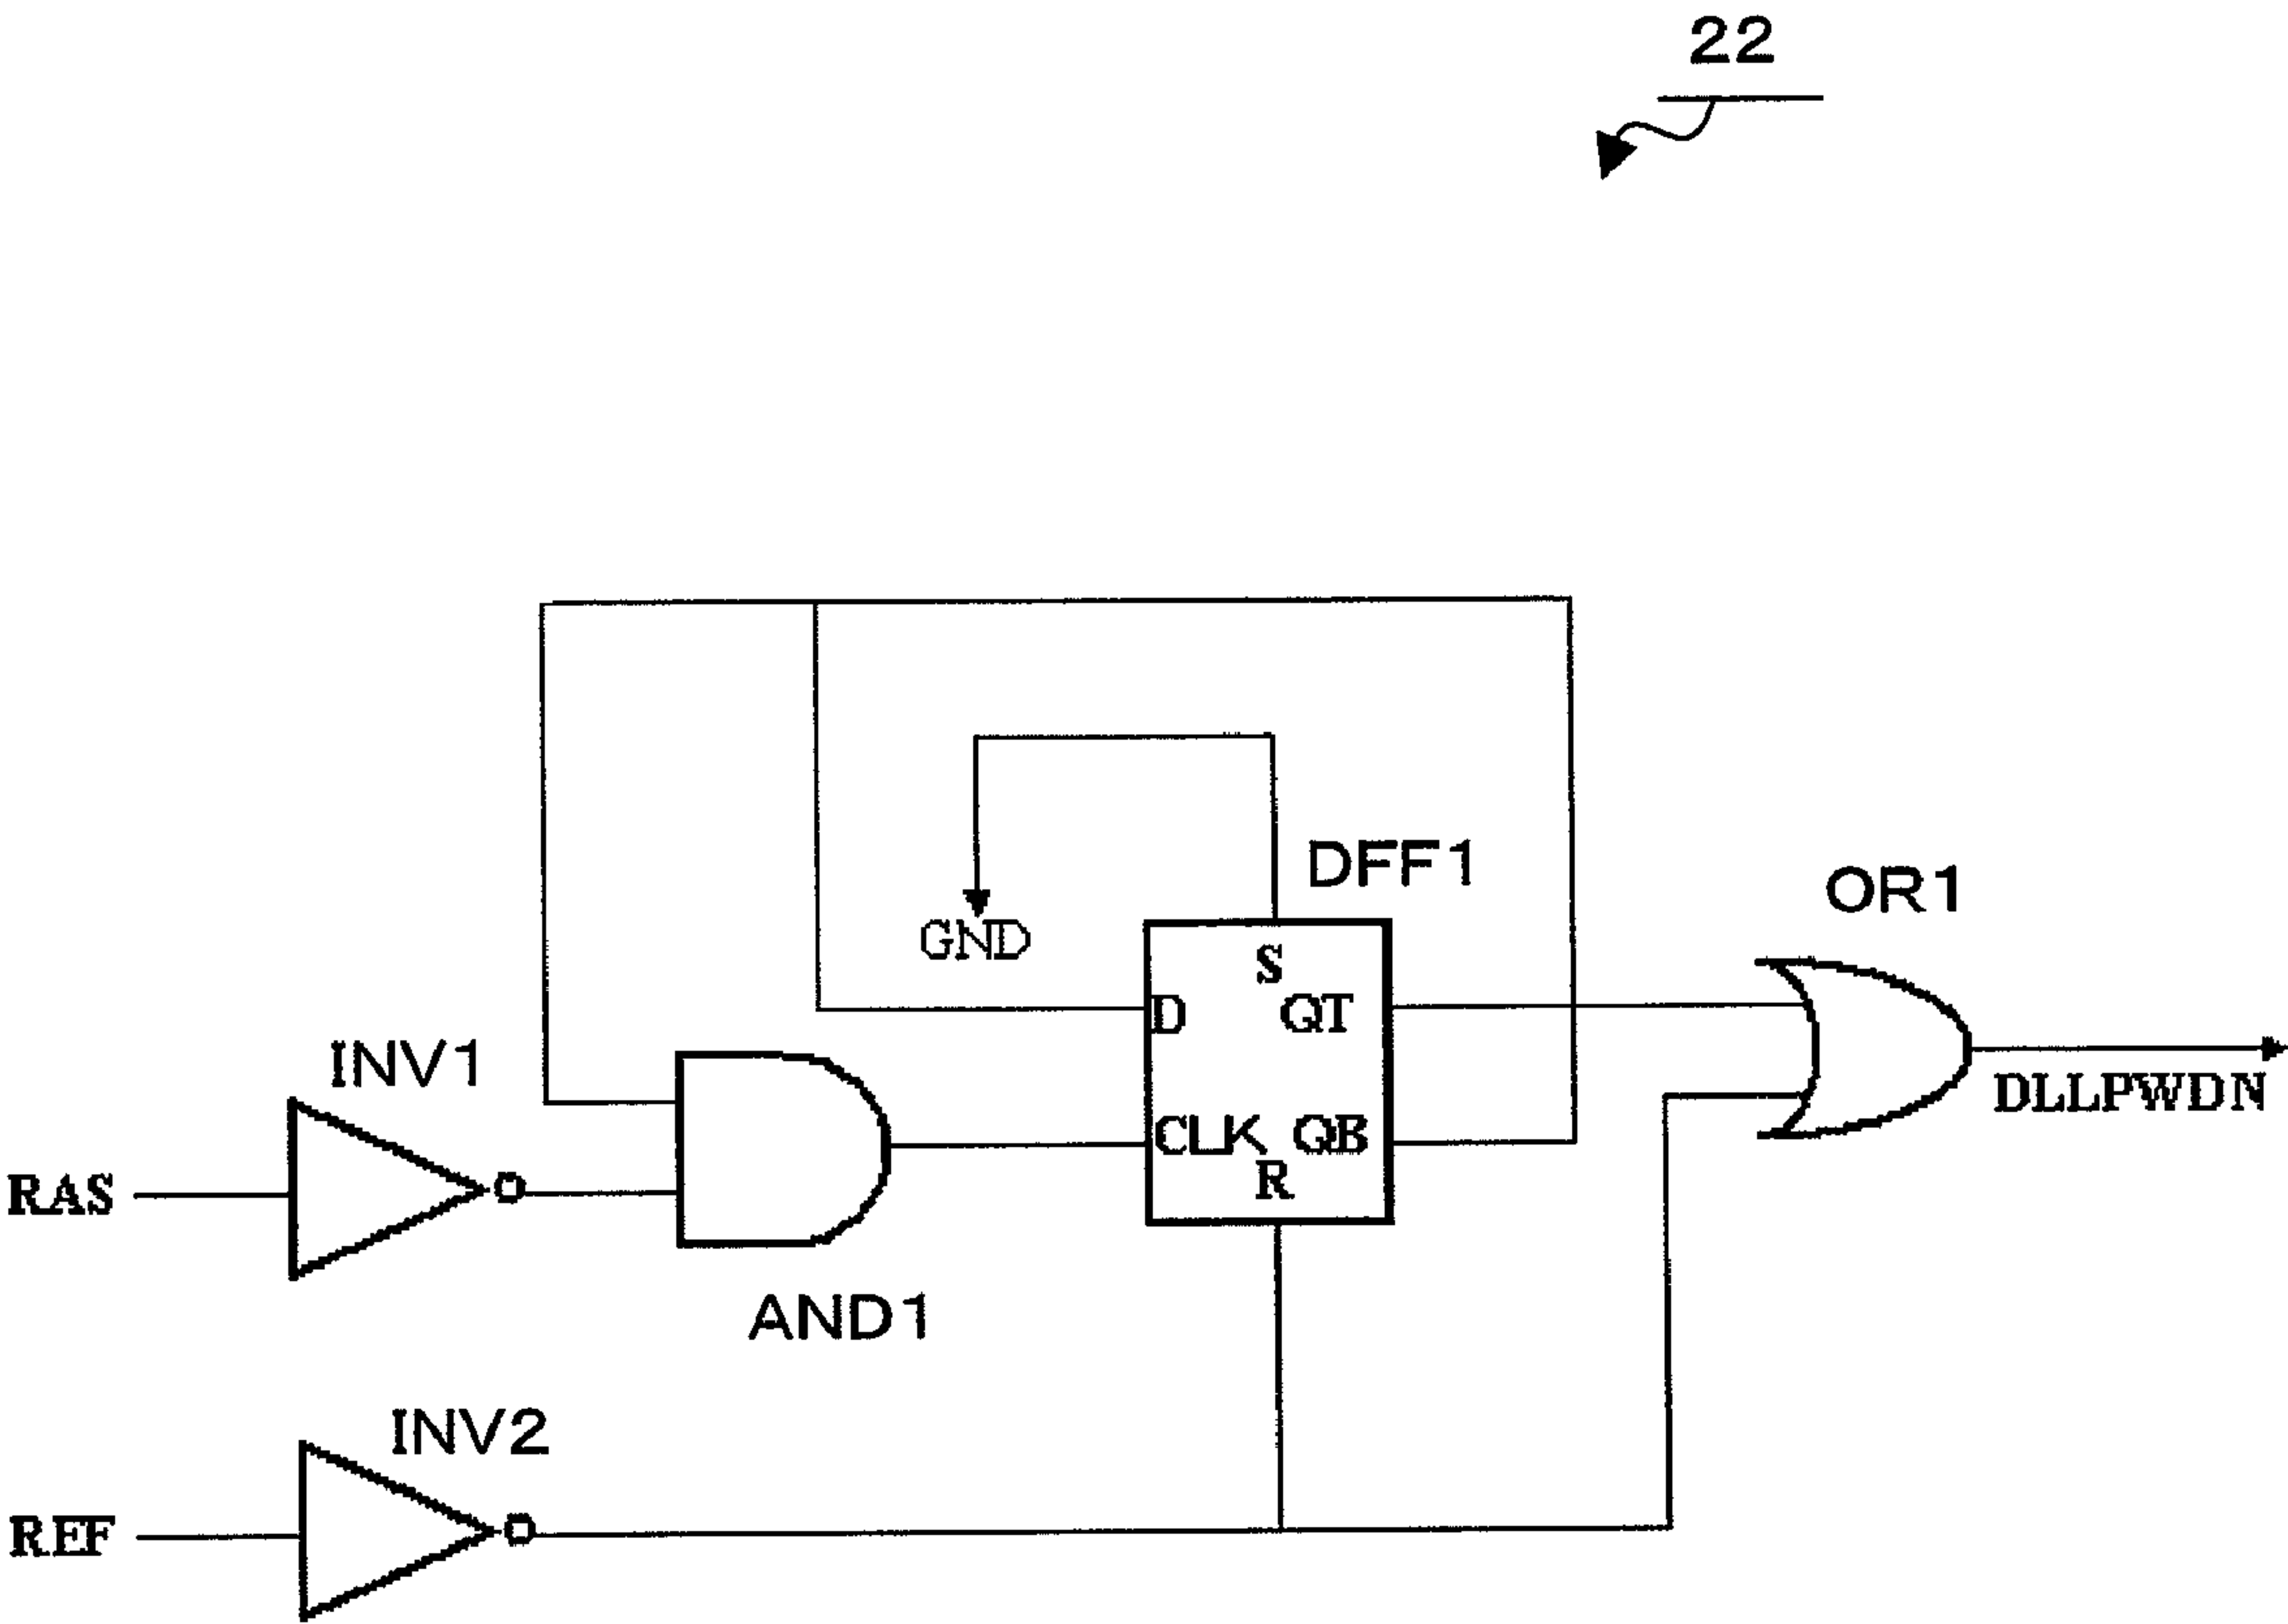 22
DFF1
OR1
GND
S
D
QT
INV1
DLLPWDN
CLK
QB
RAS
R
AND1
INV2
REF